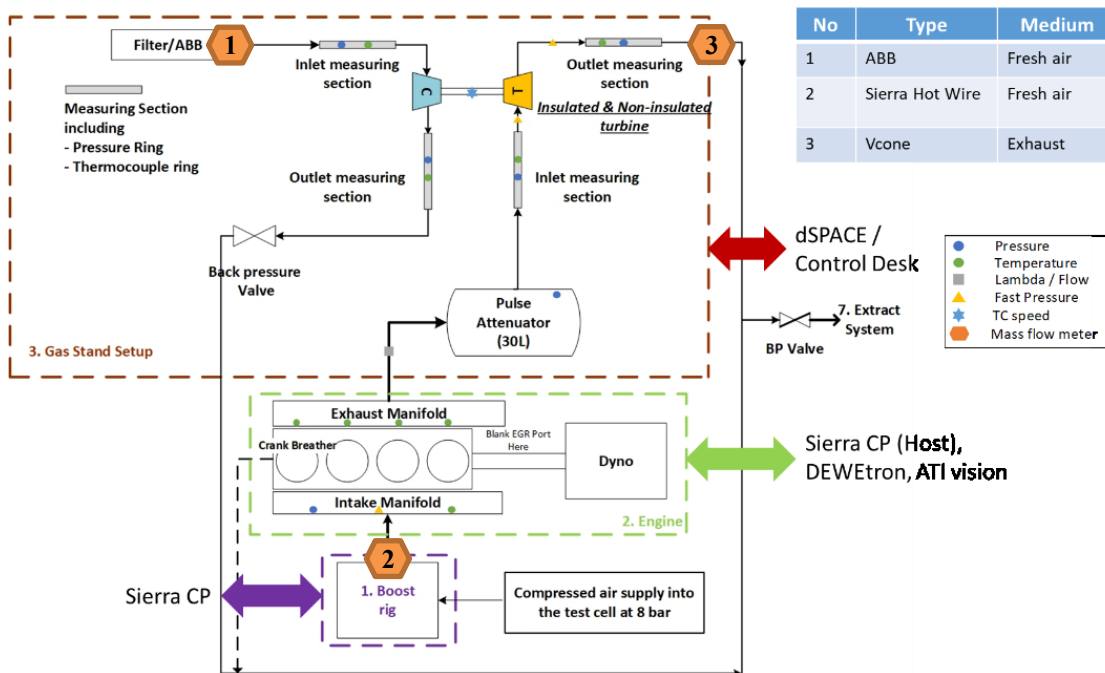 Filter/ABB
1
Inlet measuring
section
C
T
Outlet measuring
section
3
Insulated & Non-insulated
turbine
Measuring Section
including
- Pressure Ring
- Thermocouple ring
Outlet measuring
section
Inlet measuring
section
Back pressure
Valve
Pulse
Attenuator
(30L)
3. Gas Stand Setup
No Type Medium
1 ABB Fresh air
2 Sierra Hot Wire Fresh air
3 Vcone Exhaust
dSPACE /
Control Desk
Pressure
Temperature
Lambda / Flow
Fast Pressure
TC speed
Mass flow meter
7. Extract
System
BP Valve
Exhaust Manifold
Crank Breather
Blank EGR Port
Here
Dyno
Intake Manifold
2. Engine
Sierra CP (Host),
DEWEtron, ATI vision
2
Sierra CP
1. Boost
rig
Compressed air supply into
the test cell at 8 bar